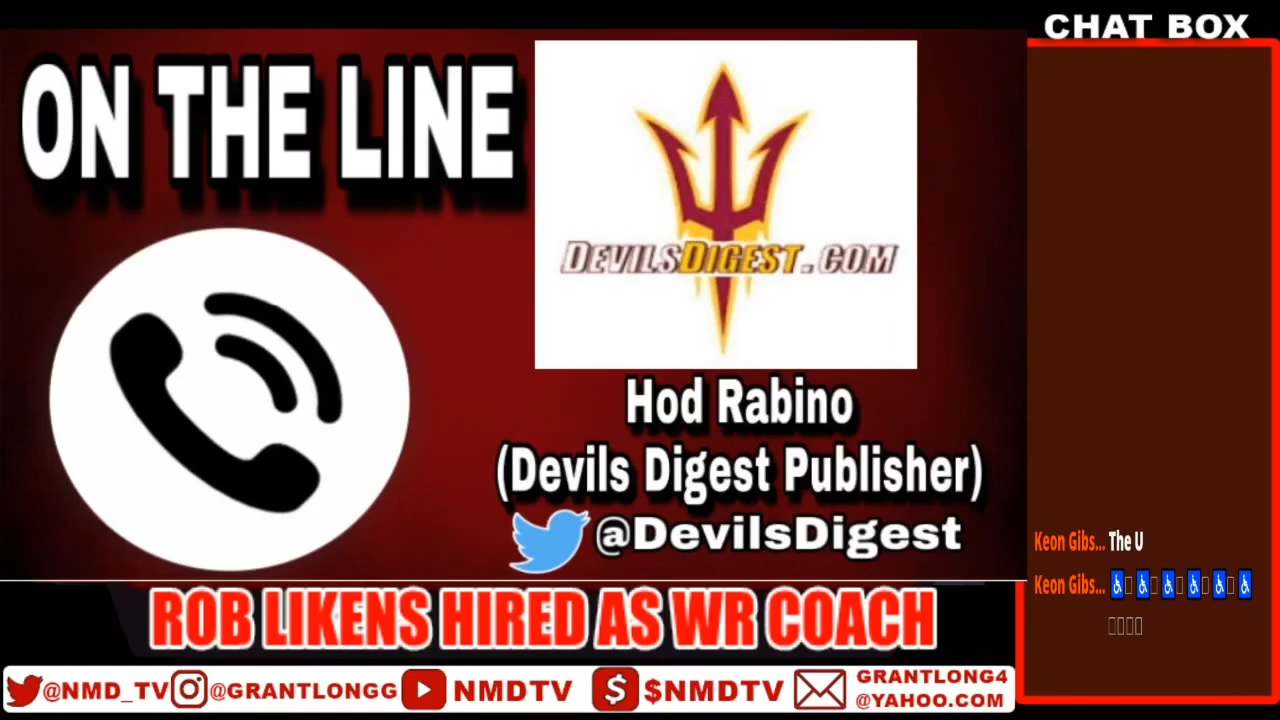 CHAT BOX
ON THE LINE
DEVILSDIGEST.COM
Hod Rabino
(Devils Digest Publisher)
@DevilsDigest
Keon Gibs... The U
Keon Gibs... ♿ ♿ ♿ ♿ ♿ ♿
ROB LIKENS HIRED AS WR COACH
@NMD_TV @GRANTLONGG NMDTV $ $NMDTV GRANTLONG4
@YAHOO.COM